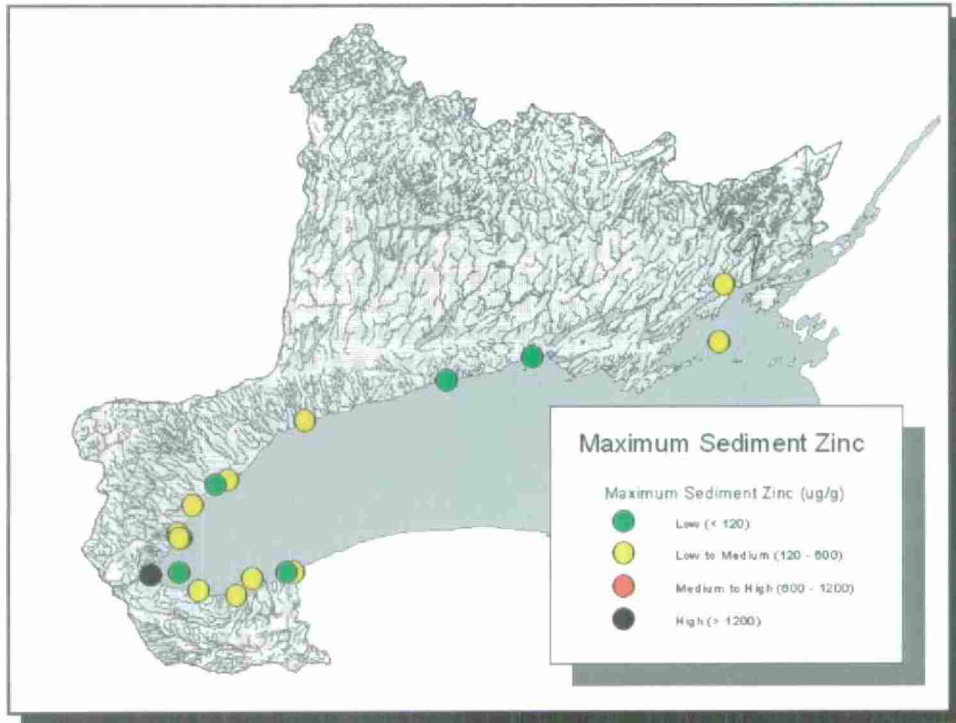 Maximum Sediment Zinc
Maximum Sediment Zinc (ug/g)
Low (< 120)
Low to Medium (120 - 600)
Medium to High (600 - 1200)
High (> 1200)